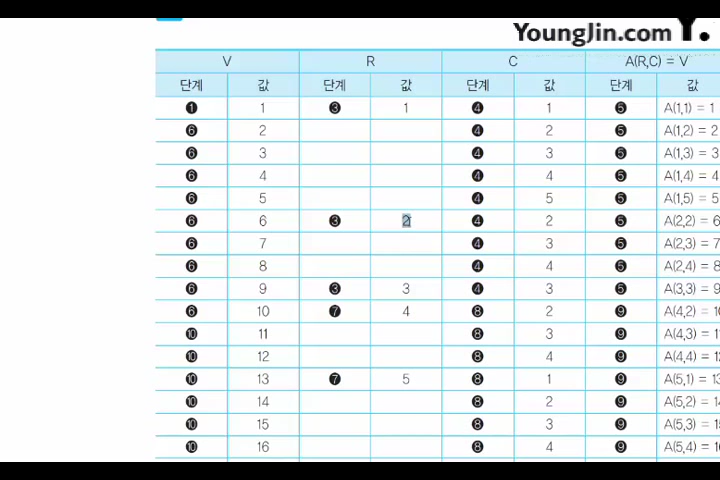 YoungJin.com Y.
V R C A(R,C) = V
단계 값 단계 값 단계 값 단계 값
❶ 1 ❸ 1 ❹ 1 ❺ A(1,1) = 1
❻ 2 ❹ 2 ❺ A(1,2) = 2
❻ 3 ❹ 3 ❺ A(1,3) = 3
❻ 4 ❹ 4 ❺ A(1,4) = 4
❻ 5 ❹ 5 ❺ A(1,5) = 5
❻ 6 ❸ 2 ❹ 2 ❺ A(2,2) = 6
❻ 7 ❹ 3 ❺ A(2,3) = 7
❻ 8 ❹ 4 ❺ A(2,4) = 8
❻ 9 ❸ 3 ❹ 3 ❺ A(3,3) = 9
❻ 10 ❼ 4 ❽ 2 ❾ A(4,2) = 10
❿ 11 ❽ 3 ❾ A(4,3) = 11
❿ 12 ❽ 4 ❾ A(4,4) = 12
❿ 13 ❼ 5 ❽ 1 ❾ A(5,1) = 13
❿ 14 ❽ 2 ❾ A(5,2) = 14
❿ 15 ❽ 3 ❾ A(5,3) = 15
❿ 16 ❽ 4 ❾ A(5,4) = 16